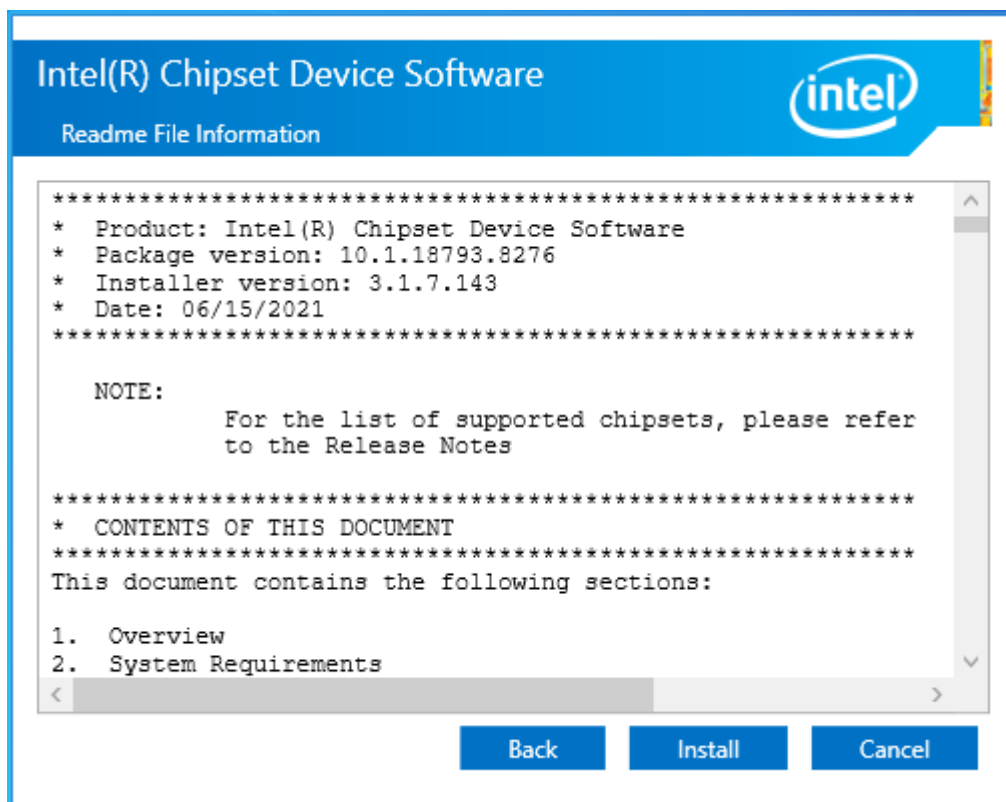 Intel(R) Chipset Device Software
intel
Readme File Information
************************************************************
*  Product: Intel(R) Chipset Device Software
*  Package version: 10.1.18793.8276
*  Installer version: 3.1.7.143
*  Date: 06/15/2021
************************************************************
NOTE:
For the list of supported chipsets, please refer
to the Release Notes
************************************************************
*  CONTENTS OF THIS DOCUMENT
************************************************************
This document contains the following sections:
1.  Overview
2.  System Requirements
Back
Install
Cancel